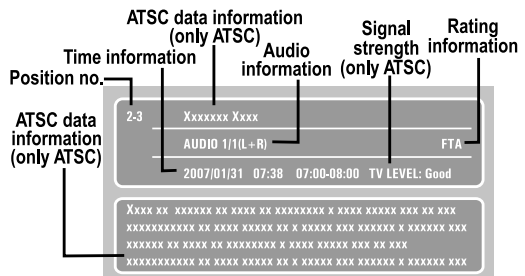 ATSC data information
(only ATSC)
Signal
strength
(only ATSC)
Rating
information
Time information
Audio
information
Position no.
ATSC data
information
(only ATSC)
2-3 Xxxxxxx Xxxx
AUDIO 1/1(L+R) FTA
2007/01/31 07:38 07:00-08:00 TV LEVEL: Good
Xxxx xx xxxxxx xx xxxx xx xxxxxxxx x xxxx xxxxx xxx xx xxx
xxxxxxxxxxx xx xxxx xxxxx xx x xxxxx xxx xxxxxx x xxxxxx xxx
xxxxxx xx xxxx xx xxxxxxxx x xxxx xxxxx xxx xx xxx
xxxxxxxxxxx xx xxxx xxxxx xx x xxxxx xxx xxxxxx x xxxxxx xxx